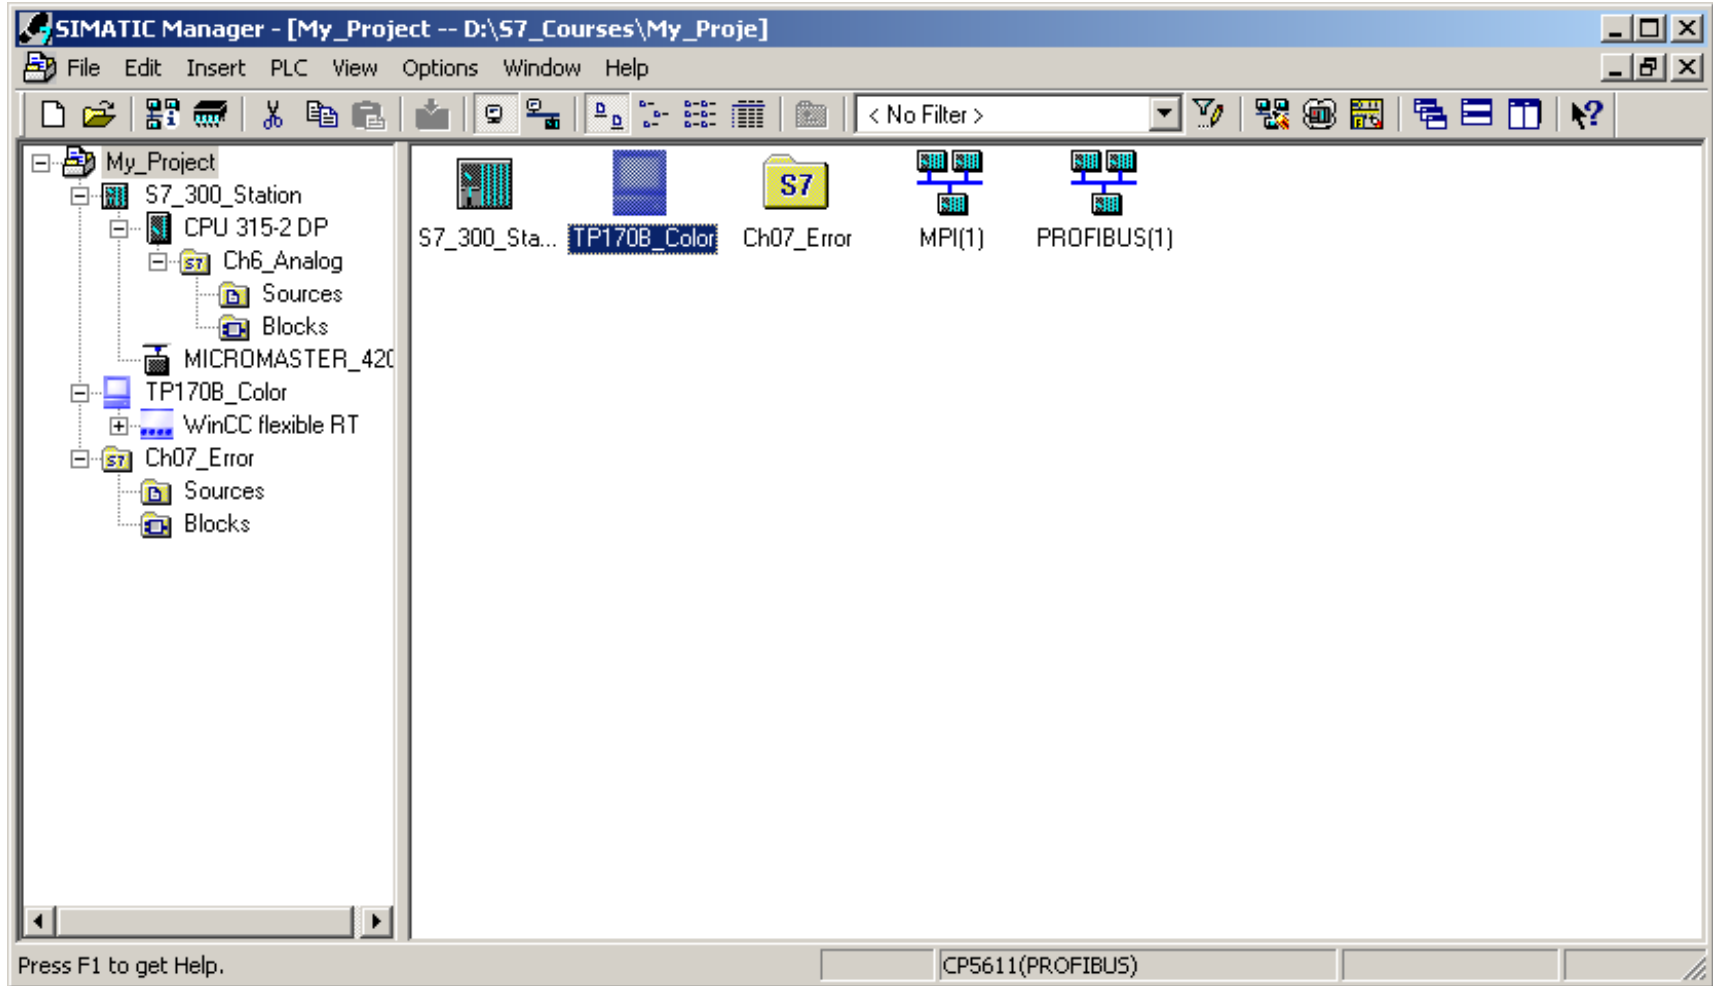 SIMATIC Manager - [My_Project -- D:\S7_Courses\My_Proje]
File Edit Insert PLC View Options Window Help
< No Filter >
My_Project
S7_300_Station
CPU 315-2 DP
Ch6_Analog
Sources
Blocks
MICROMASTER_420
TP170B_Color
WinCC flexible RT
Ch07_Error
Sources
Blocks
S7_300_Sta... TP170B_Color Ch07_Error MPI(1) PROFIBUS(1)
S7
Press F1 to get Help. CP5611(PROFIBUS)